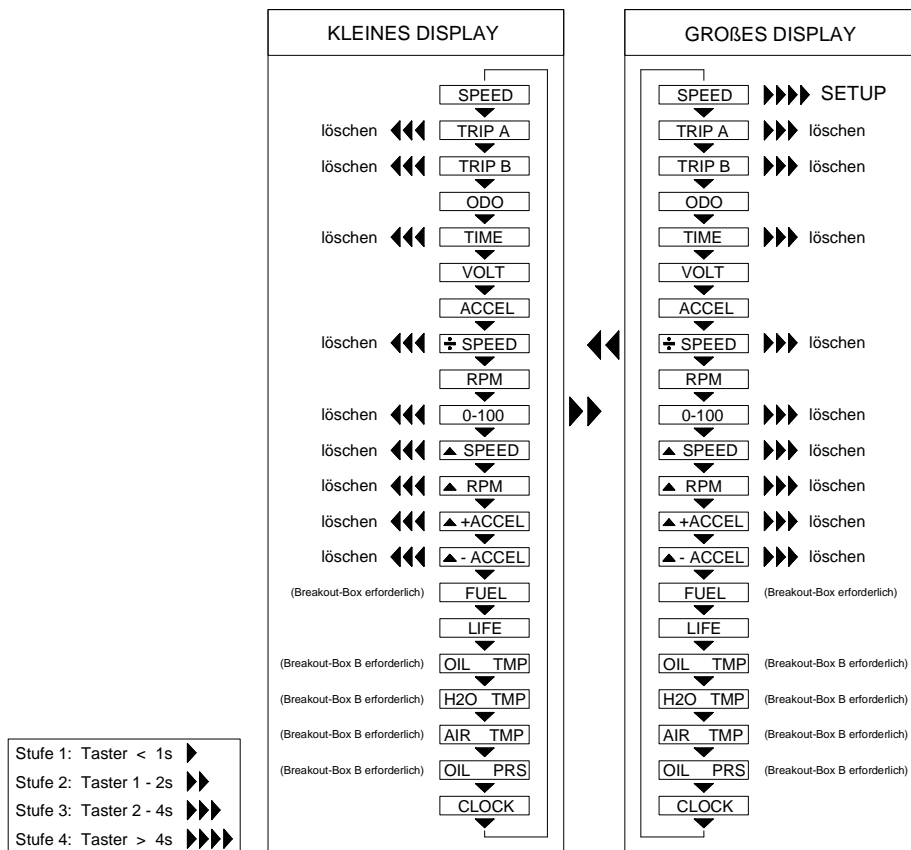 KLEINES DISPLAY
SPEED
löschen TRIP A
löschen TRIP B
ODO
löschen TIME
VOLT
ACCEL
löschen ÷ SPEED
RPM
löschen 0-100
löschen ▲ SPEED
löschen ▲ RPM
löschen ▲ +ACCEL
löschen ▲ - ACCEL
(Breakout-Box erforderlich) FUEL
LIFE
(Breakout-Box B erforderlich) OIL TMP
(Breakout-Box B erforderlich) H2O TMP
(Breakout-Box B erforderlich) AIR TMP
(Breakout-Box B erforderlich) OIL PRS
CLOCK
GROßES DISPLAY
SPEED SETUP
TRIP A löschen
TRIP B löschen
ODO
TIME löschen
VOLT
ACCEL
÷ SPEED löschen
RPM
0-100 löschen
▲ SPEED löschen
▲ RPM löschen
▲ +ACCEL löschen
▲ - ACCEL löschen
FUEL (Breakout-Box erforderlich)
LIFE
OIL TMP (Breakout-Box B erforderlich)
H2O TMP (Breakout-Box B erforderlich)
AIR TMP (Breakout-Box B erforderlich)
OIL PRS (Breakout-Box B erforderlich)
CLOCK
Stufe 1: Taster < 1s
Stufe 2: Taster 1 - 2s
Stufe 3: Taster 2 - 4s
Stufe 4: Taster > 4s